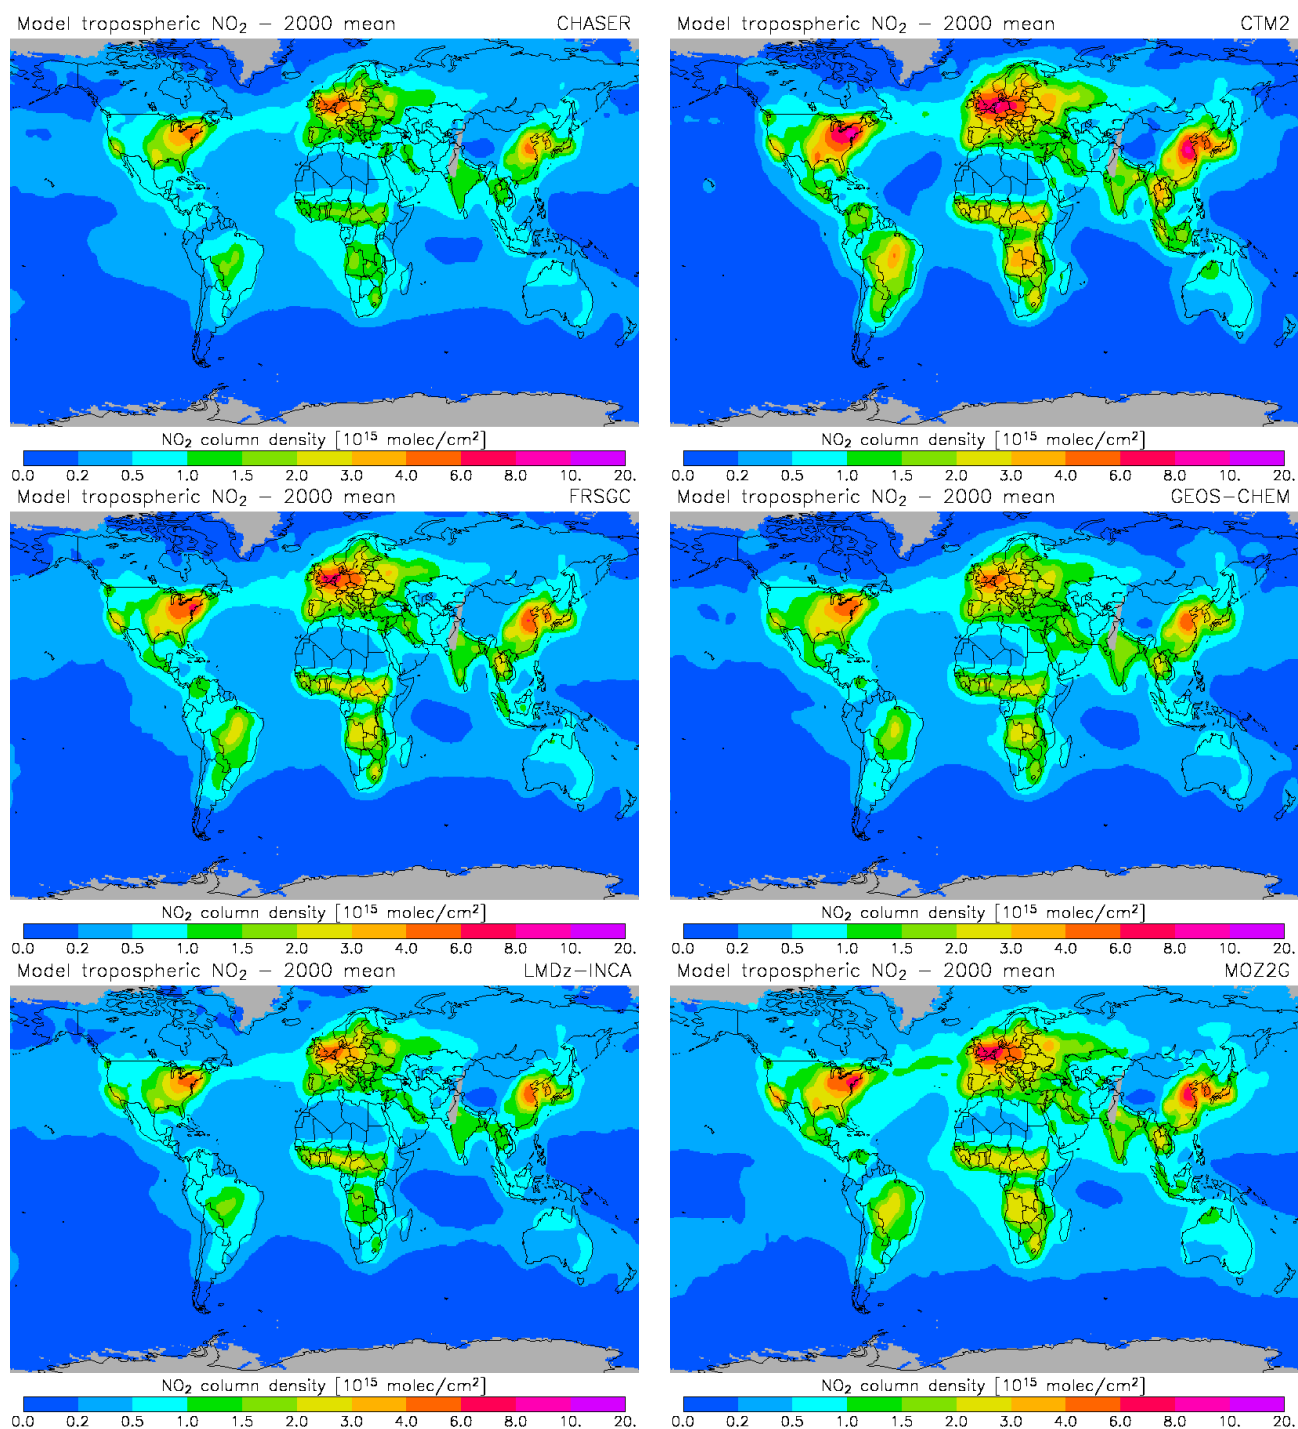 Model tropospheric NO₂ – 2000 mean CHASER
Model tropospheric NO₂ – 2000 mean CTM2
NO₂ column density [10¹⁵ molec/cm²]
NO₂ column density [10¹⁵ molec/cm²]
0.0 0.2 0.5 1.0 1.5 2.0 3.0 4.0 6.0 8.0 10. 20.
0.0 0.2 0.5 1.0 1.5 2.0 3.0 4.0 6.0 8.0 10. 20.
Model tropospheric NO₂ – 2000 mean FRSGC
Model tropospheric NO₂ – 2000 mean GEOS–CHEM
NO₂ column density [10¹⁵ molec/cm²]
NO₂ column density [10¹⁵ molec/cm²]
0.0 0.2 0.5 1.0 1.5 2.0 3.0 4.0 6.0 8.0 10. 20.
0.0 0.2 0.5 1.0 1.5 2.0 3.0 4.0 6.0 8.0 10. 20.
Model tropospheric NO₂ – 2000 mean LMDz–INCA
Model tropospheric NO₂ – 2000 mean MOZ2G
NO₂ column density [10¹⁵ molec/cm²]
NO₂ column density [10¹⁵ molec/cm²]
0.0 0.2 0.5 1.0 1.5 2.0 3.0 4.0 6.0 8.0 10. 20.
0.0 0.2 0.5 1.0 1.5 2.0 3.0 4.0 6.0 8.0 10. 20.